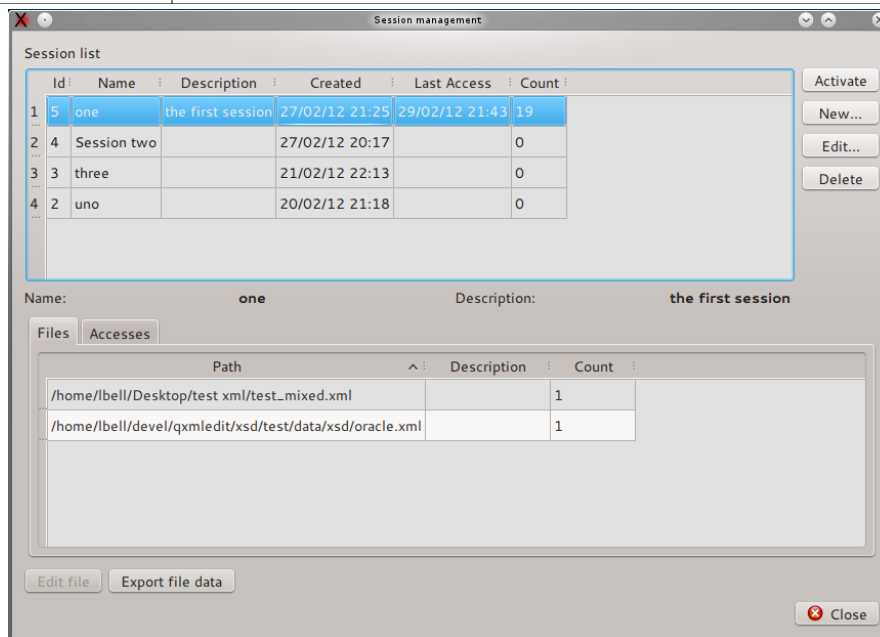 Session management
Session list
Id Name Description Created Last Access Count
1 5 one the first session 27/02/12 21:25 29/02/12 21:43 19
2 4 Session two 27/02/12 20:17 0
3 3 three 21/02/12 22:13 0
4 2 uno 20/02/12 21:18 0
Activate
New...
Edit...
Delete
Name: one Description: the first session
Files Accesses
Path Description Count
/home/lbell/Desktop/test xml/test_mixed.xml 1
/home/lbell/devel/qxmledit/xsd/test/data/xsd/oracle.xml 1
Edit file Export file data
Close